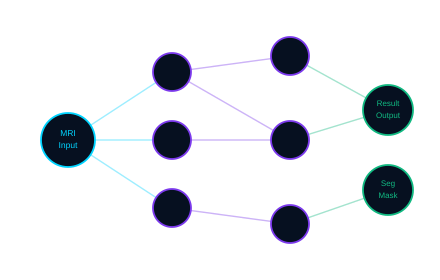 MRI
Input
Result
Output
Seg
Mask